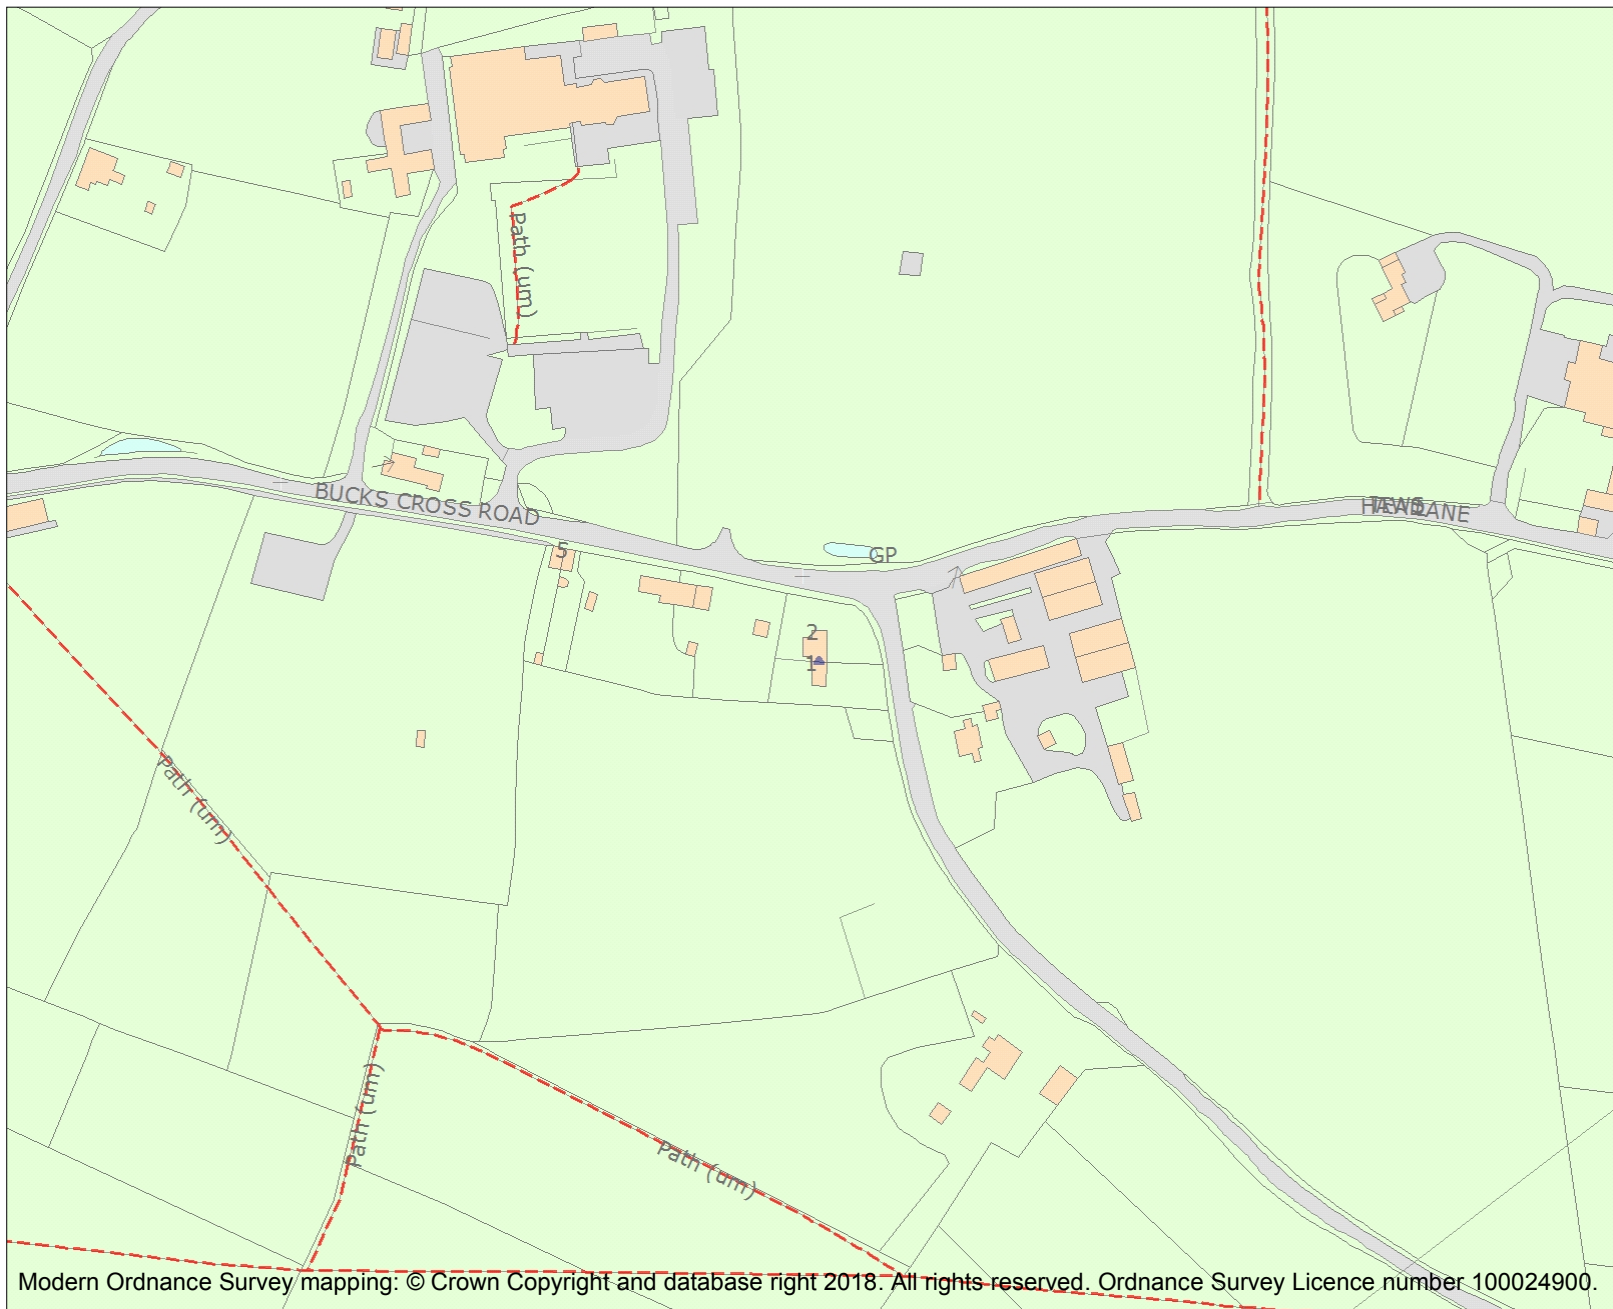 Path (um)
BUCKS CROSS ROAD
5
GP
LANE
2
1
Path (um)
Path (um)
Path (um)
Modern Ordnance Survey mapping: © Crown Copyright and database right 2018. All rights reserved. Ordnance Survey Licence number 100024900.